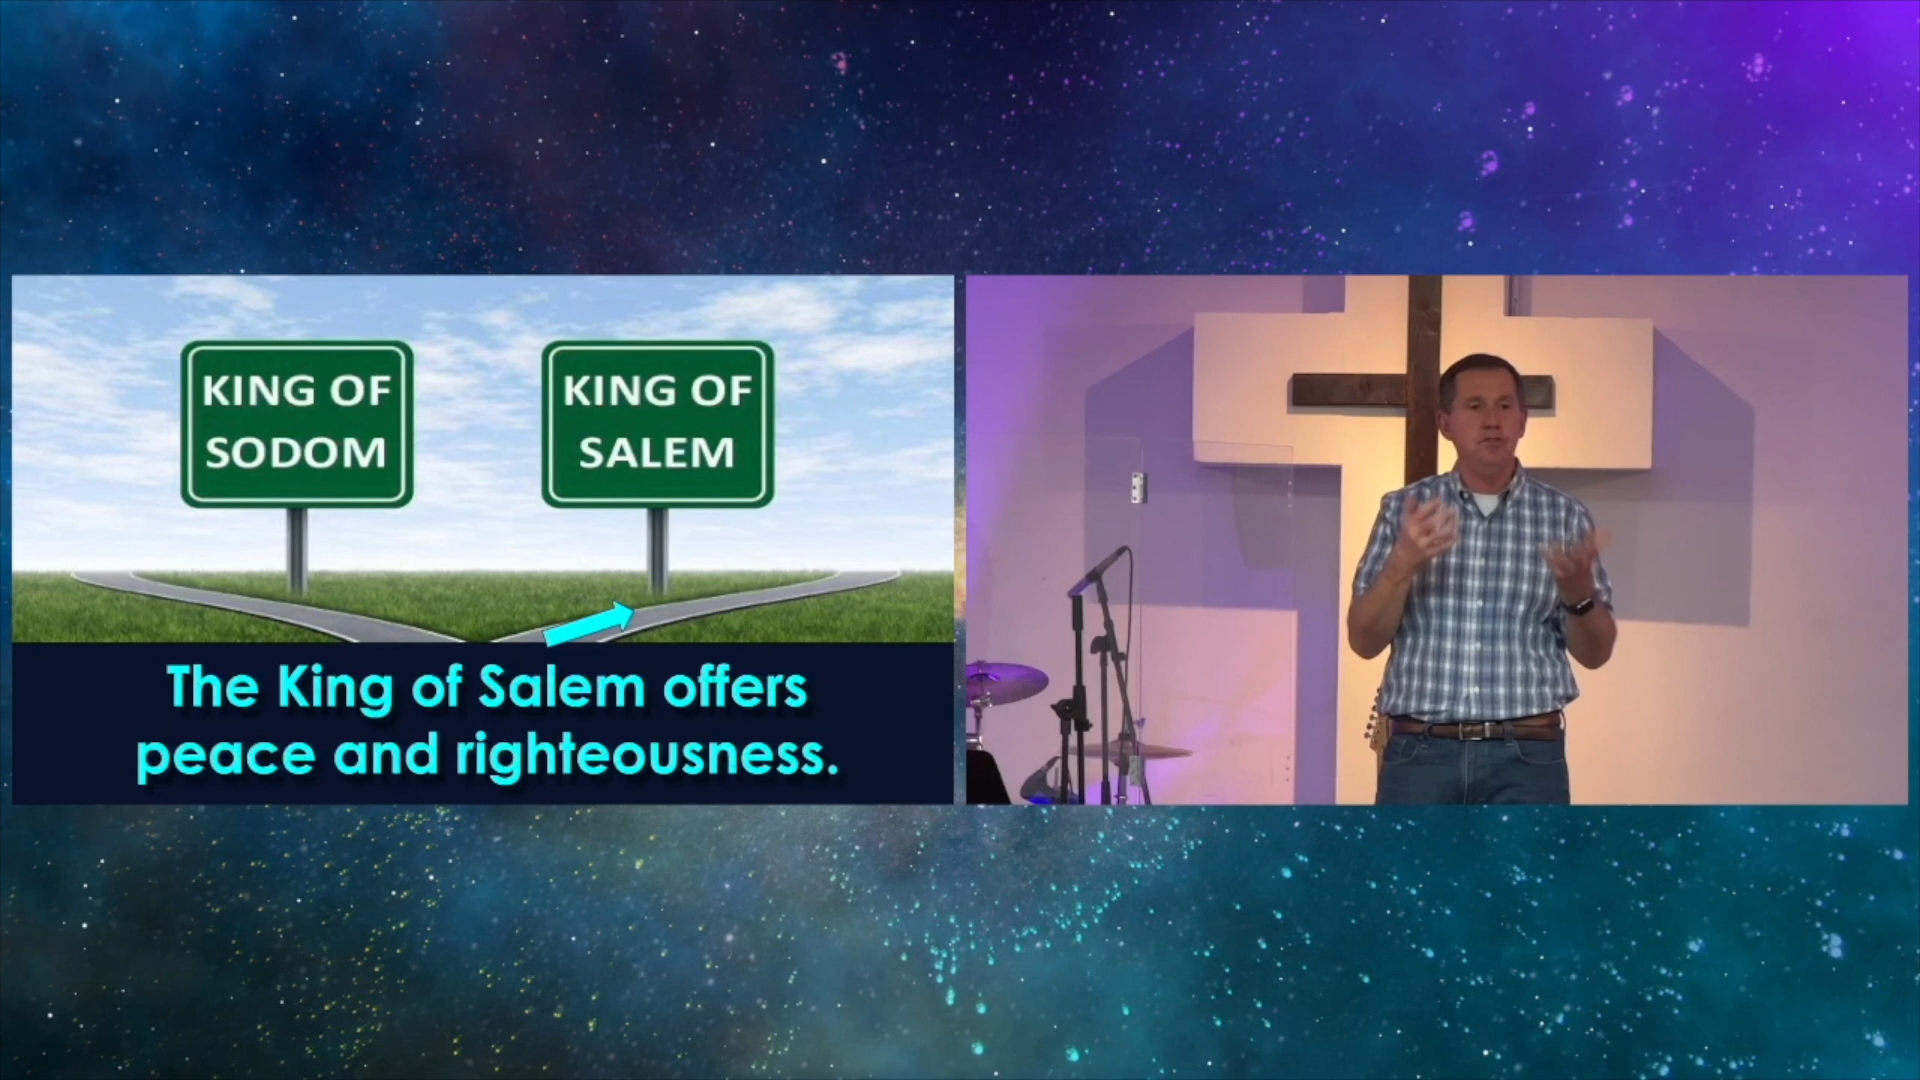 KING OF
SODOM
KING OF
SALEM
The King of Salem offers
peace and righteousness.